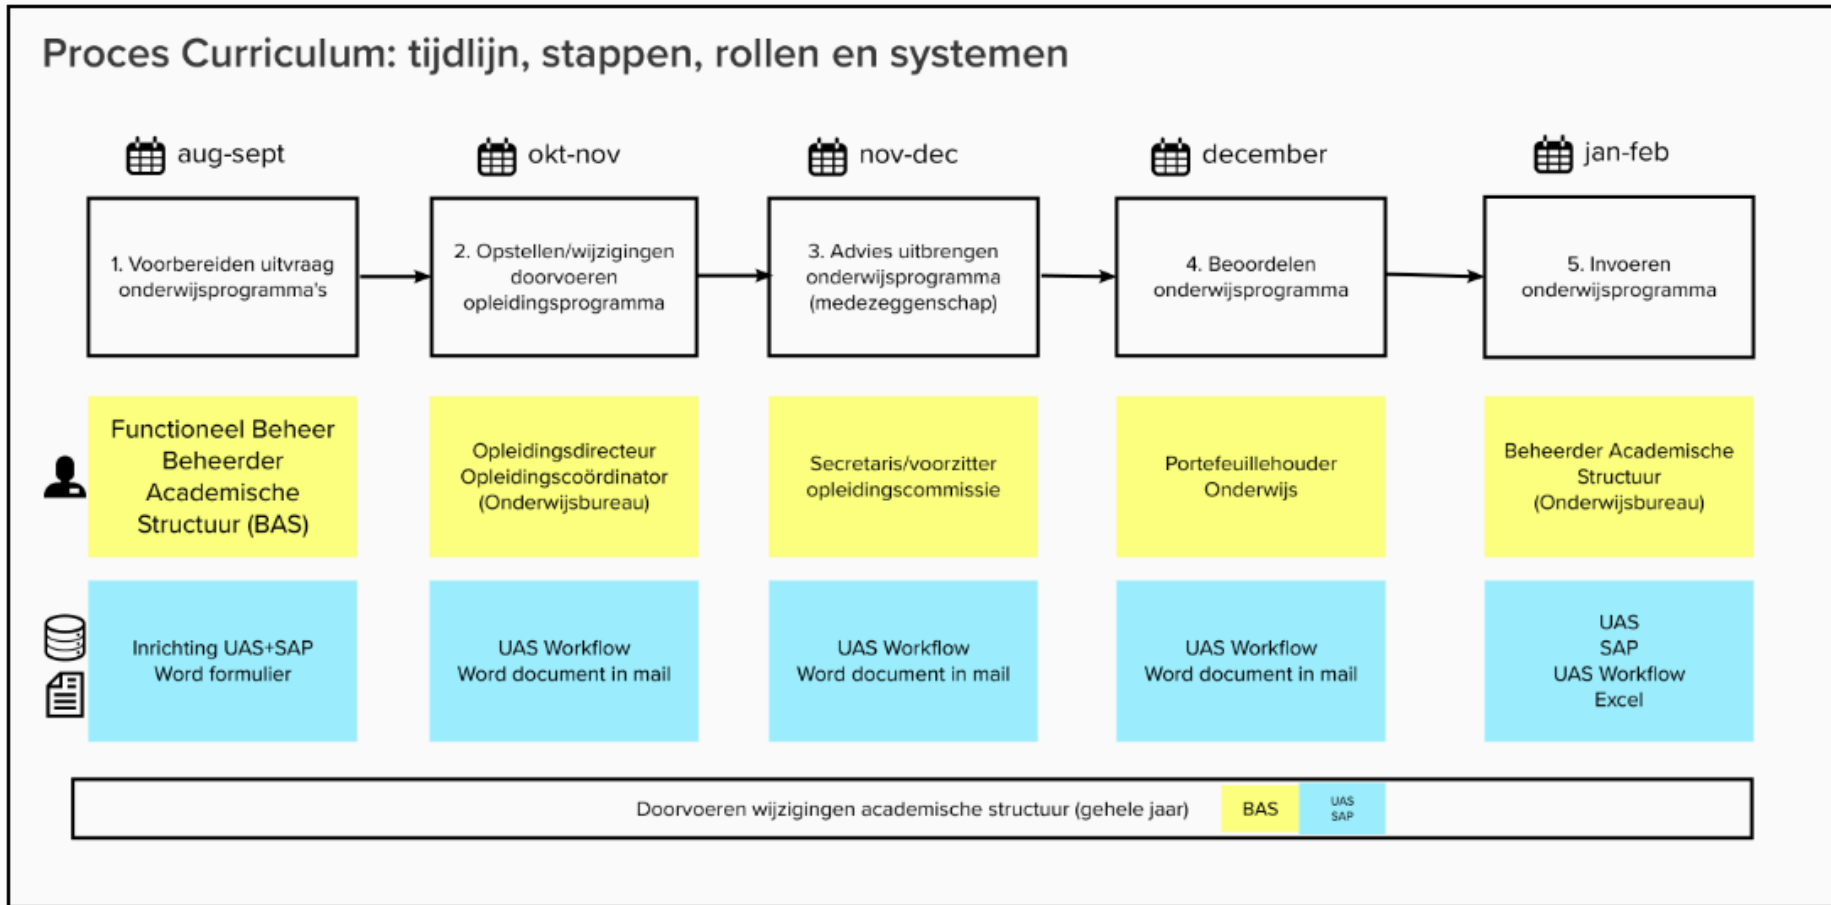 Proces Curriculum: tijdlijn, stappen, rollen en systemen
aug-sept
okt-nov
nov-dec
december
jan-feb
1. Voorbereiden uitvraag
onderwijsprogramma's
2. Opstellen/wijzigingen
doorvoeren
opleidingsprogramma
3. Advies uitbrengen
onderwijsprogramma
(medezeggenschap)
4. Beoordelen
onderwijsprogramma
5. Invoeren
onderwijsprogramma
Functioneel Beheer
Beheerder
Academische
Structuur (BAS)
Opleidingsdirecteur
Opleidingscoördinator
(Onderwijsbureau)
Secretaris/voorzitter
opleidingscommissie
Portefeuillehouder
Onderwijs
Beheerder Academische
Structuur
(Onderwijsbureau)
Inrichting UAS+SAP
Word formulier
UAS Workflow
Word document in mail
UAS Workflow
Word document in mail
UAS Workflow
Word document in mail
UAS
SAP
UAS Workflow
Excel
Doorvoeren wijzigingen academische structuur (gehele jaar)
BAS
UAS
SAP